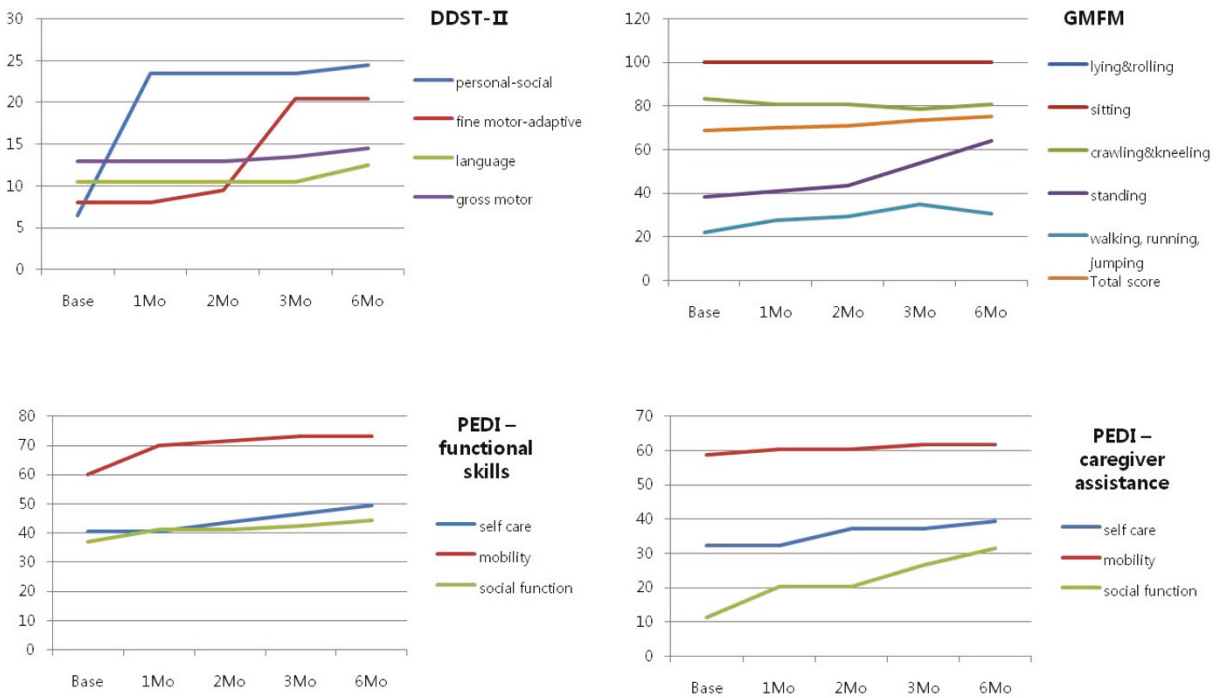 DDST-II
30
25
20
15
10
5
0
Base 1Mo 2Mo 3Mo 6Mo
personal-social
fine motor-adaptive
language
gross motor
GMFM
120
100
80
60
40
20
0
Base 1Mo 2Mo 3Mo 6Mo
lying&rolling
sitting
crawling&kneeling
standing
walking, running,
jumping
Total score
PEDI –
functional
skills
80
70
60
50
40
30
20
10
0
Base 1Mo 2Mo 3Mo 6Mo
self care
mobility
social function
PEDI –
caregiver
assistance
70
60
50
40
30
20
10
0
Base 1Mo 2Mo 3Mo 6Mo
self care
mobility
social function